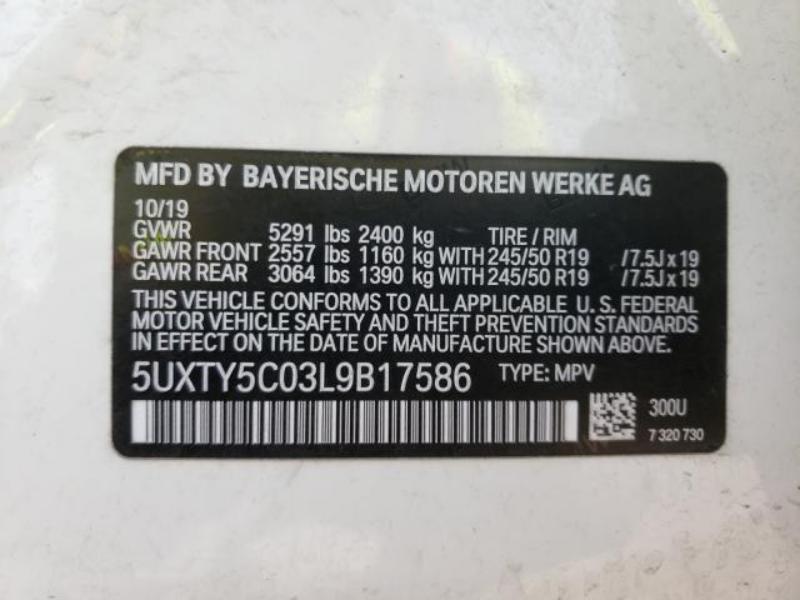 MFD BY BAYERISCHE MOTOREN WERKE AG
10/19
GVWR 5291 lbs 2400 kg TIRE / RIM
GAWR FRONT 2557 lbs 1160 kg WITH 245/50 R19 /7.5J x 19
GAWR REAR 3064 lbs 1390 kg WITH 245/50 R19 /7.5J x 19
THIS VEHICLE CONFORMS TO ALL APPLICABLE U. S. FEDERAL
MOTOR VEHICLE SAFETY AND THEFT PREVENTION STANDARDS
IN EFFECT ON THE DATE OF MANUFACTURE SHOWN ABOVE.
5UXTY5C03L9B17586 TYPE: MPV
300U
7 320 730